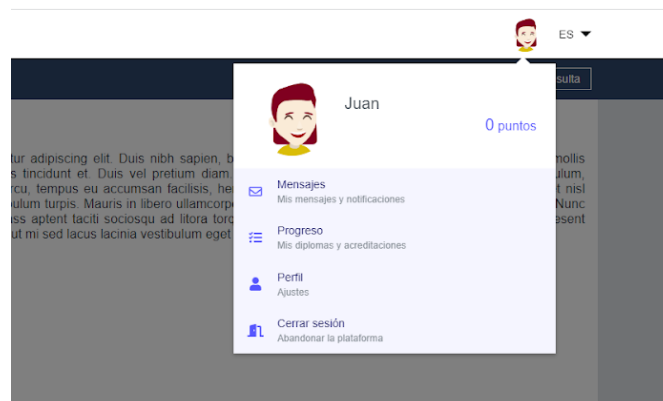 ES
sulta
Juan
0 puntos
tur adipiscing elit. Duis nibh sapien, b
mollis
s tincidunt et. Duis vel pretium diam.
ulum,
rcu, tempus eu accumsan facilisis, he
t nisl
ulum turpis. Mauris in libero ullamcorp
Nunc
ass aptent taciti sociosqu ad litora torq
esent
ut mi sed lacus lacinia vestibulum eget
Mensajes
Mis mensajes y notificaciones
Progreso
Mis diplomas y acreditaciones
Perfil
Ajustes
Cerrar sesión
Abandonar la plataforma